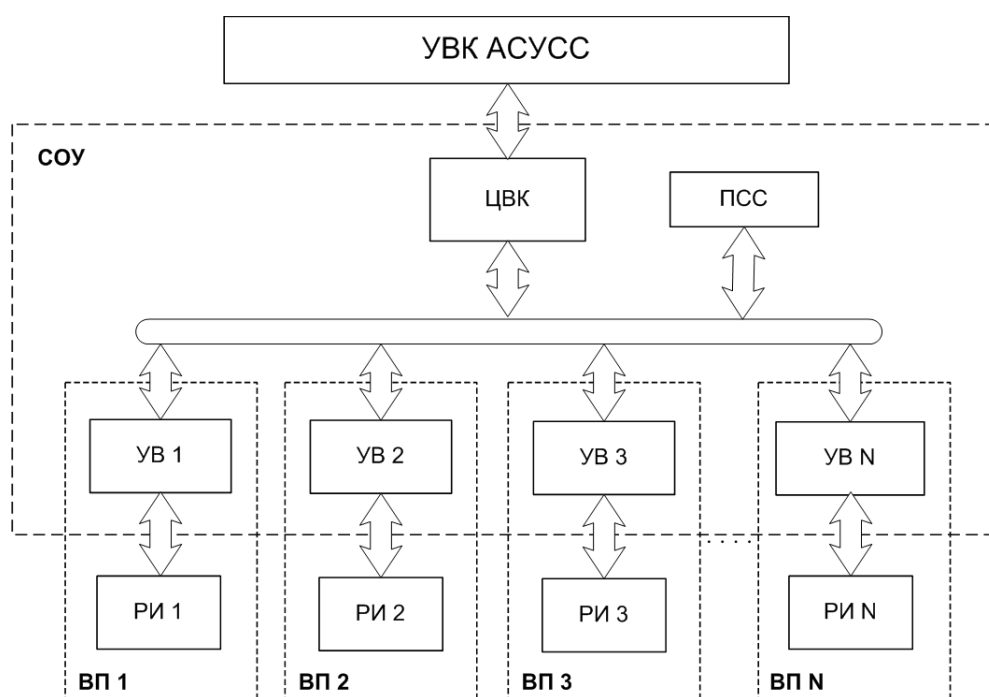 УВК АСУСС
СОУ
ЦВК
ПСС
УВ 1
УВ 2
УВ 3
УВ N
. . . .
РИ 1
РИ 2
РИ 3
РИ N
ВП 1
ВП 2
ВП 3
ВП N